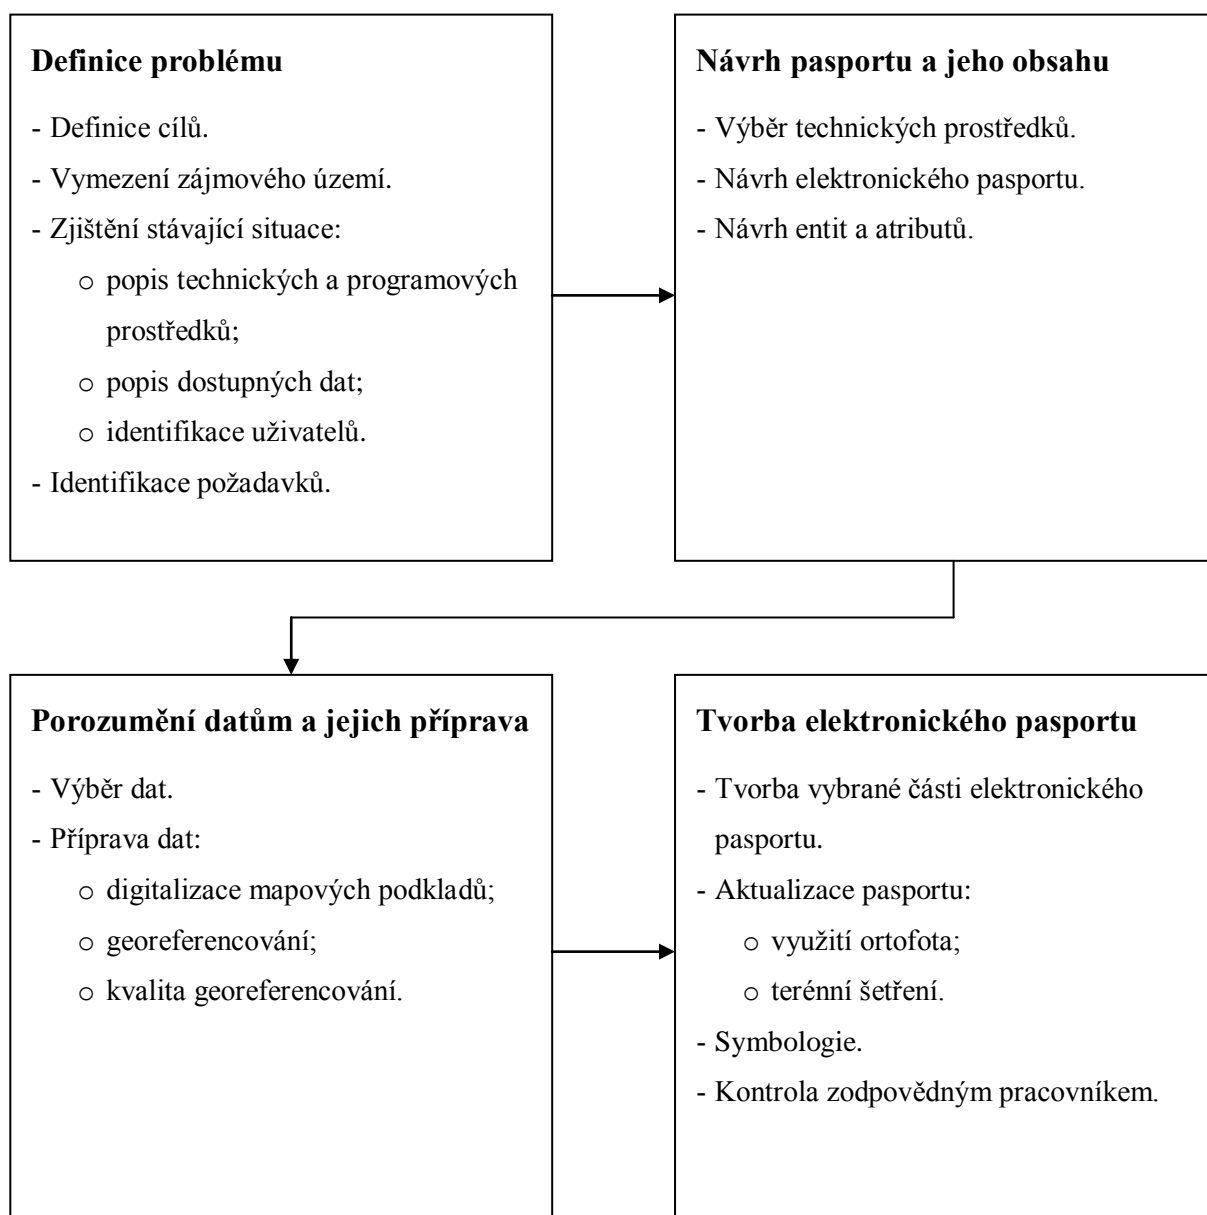 Definice problému
- Definice cílů.
- Vymezení zájmového území.
- Zjištění stávající situace:
o popis technických a programových
prostředků;
o popis dostupných dat;
o identifikace uživatelů.
- Identifikace požadavků.
Návrh pasportu a jeho obsahu
- Výběr technických prostředků.
- Návrh elektronického pasportu.
- Návrh entit a atributů.
Porozumění datům a jejich příprava
- Výběr dat.
- Příprava dat:
o digitalizace mapových podkladů;
o georeferencování;
o kvalita georeferencování.
Tvorba elektronického pasportu
- Tvorba vybrané části elektronického
pasportu.
- Aktualizace pasportu:
o využití ortofota;
o terénní šetření.
- Symbologie.
- Kontrola zodpovědným pracovníkem.